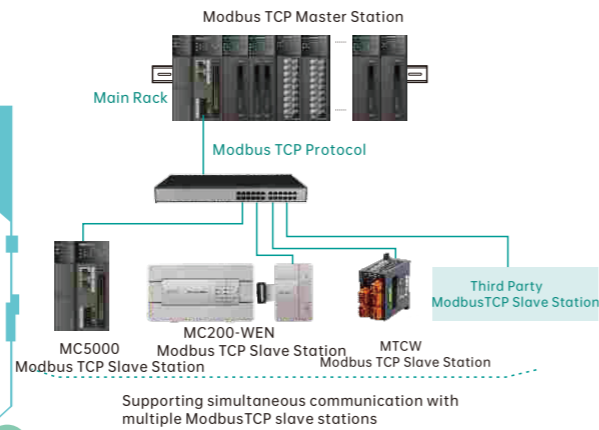 Modbus TCP Master Station
Main Rack
Modbus TCP Protocol
Third Party
ModbusTCP Slave Station
MC5000
Modbus TCP Slave Station
MC200-WEN
Modbus TCP Slave Station
MTCW
Modbus TCP Slave Station
Supporting simultaneous communication with
multiple ModbusTCP slave stations